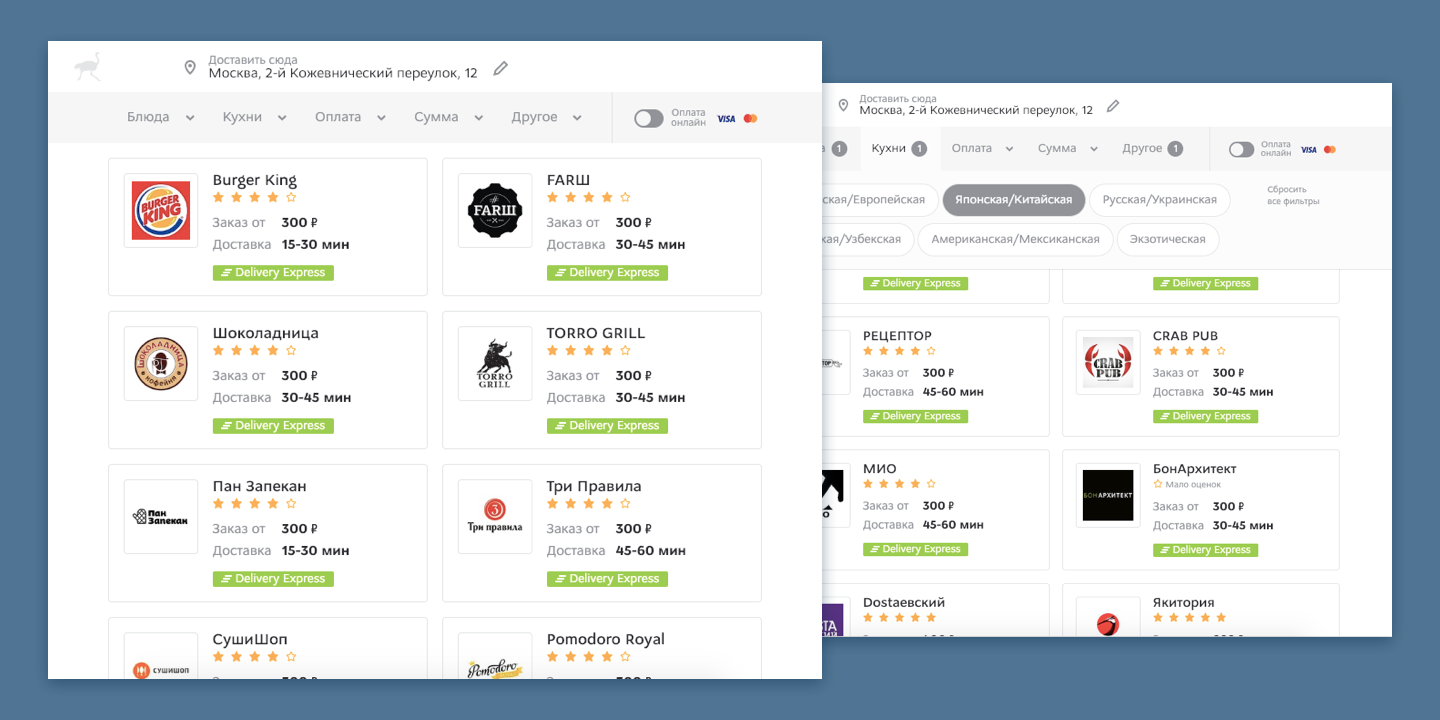 Доставить сюда
Москва, 2-й Кожевнический переулок, 12
Блюда
Кухни
Оплата
Сумма
Другое
Оплата
онлайн
VISA
BURGER
KING
Burger King
Заказ от 300 ₽
Доставка 15-30 мин
Delivery Express
#
FARШ
FARШ
Заказ от 300 ₽
Доставка 30-45 мин
Delivery Express
ШОКОЛАДНИЦА
кофейня
Шоколадница
Заказ от 300 ₽
Доставка 30-45 мин
Delivery Express
TORRO
GRILL
TORRO GRILL
Заказ от 300 ₽
Доставка 30-45 мин
Delivery Express
Пан
Запекан
Пан Запекан
Заказ от 300 ₽
Доставка 15-30 мин
Delivery Express
3
Три правила
Три Правила
Заказ от 300 ₽
Доставка 45-60 мин
Delivery Express
СУШИШОП
СушиШоп
Pomodoro
Pomodoro Royal
Доставить сюда
Москва, 2-й Кожевнический переулок, 12
а 1
Кухни 1
Оплата
Сумма
Другое 1
Оплата
онлайн
VISA
ская/Европейская
Японская/Китайская
Русская/Украинская
Сбросить
все фильтры
кая/Узбекская
Американская/Мексиканская
Экзотическая
Delivery Express
Delivery Express
РЕЦЕПТОР
Заказ от 300 ₽
Доставка 45-60 мин
Delivery Express
CRAB
PUB
CRAB PUB
Заказ от 300 ₽
Доставка 30-45 мин
Delivery Express
МИО
Заказ от 300 ₽
Доставка 45-60 мин
Delivery Express
БОНАРХИТЕКТ
БонАрхитект
Мало оценок
Заказ от 300 ₽
Доставка 30-45 мин
Delivery Express
Dostaевский
Якитория